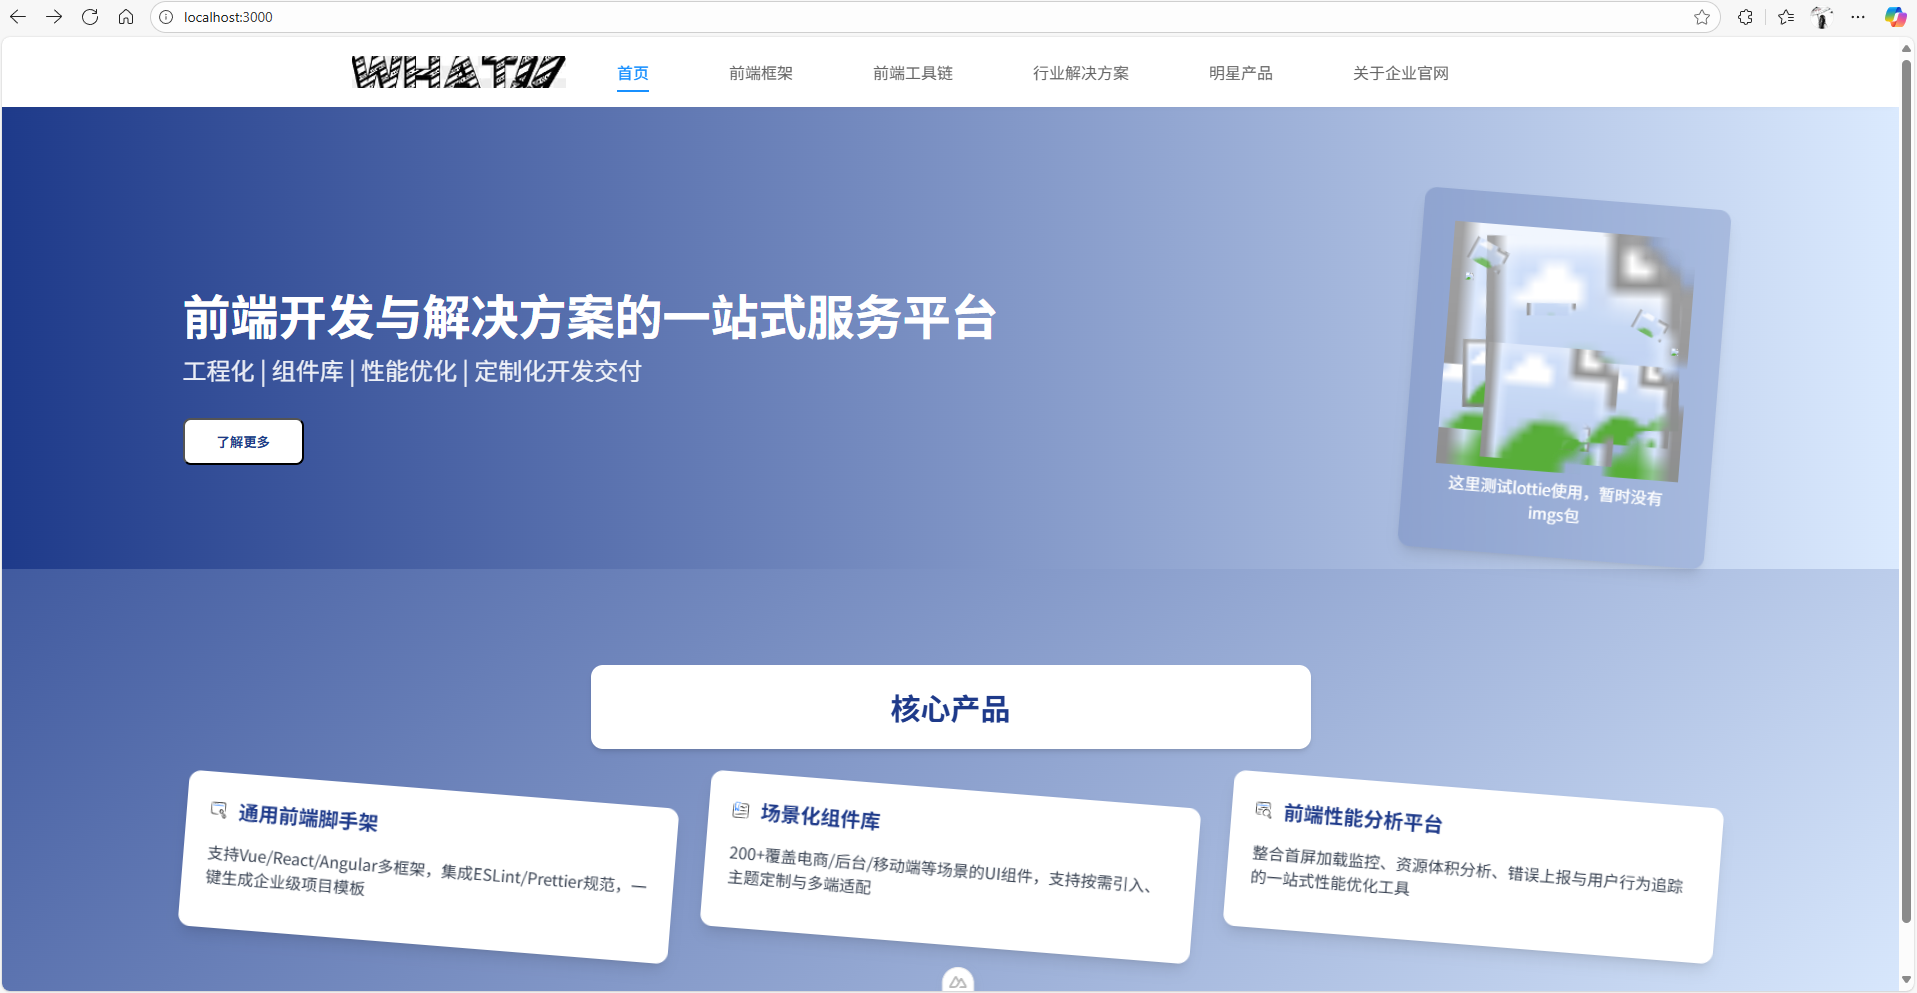 localhost:3000
WHAT
首页
前端框架
前端工具链
行业解决方案
明星产品
关于企业官网
前端开发与解决方案的一站式服务平台
工程化 | 组件库 | 性能优化 | 定制化开发交付
了解更多
这里测试lottie使用，暂时没有
imgs包
核心产品
通用前端脚手架
支持Vue/React/Angular多框架，集成ESLint/Prettier规范，一
键生成企业级项目模板
场景化组件库
200+覆盖电商/后台/移动端等场景的UI组件，支持按需引入、
主题定制与多端适配
前端性能分析平台
整合首屏加载监控、资源体积分析、错误上报与用户行为追踪
的一站式性能优化工具